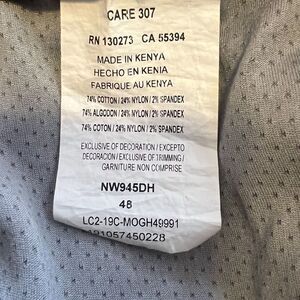 CARE 307
RN 130273 CA 55394
MADE IN KENYA
HECHO EN KENIA
FABRIQUE AU KENYA
74% COTTON / 24% NYLON / 2% SPANDEX
74% ALGODON / 24% NYLON / 2% SPANDEX
74% COTON / 24% NYLON / 2% SPANDEX
EXCLUSIVE OF DECORATION / EXCEPTO
DECORACION / EXCLUSIVE OF TRIMMING /
GARNITURE NON COMPRISE
NW945DH
48
LC2-19C-MOGH49991